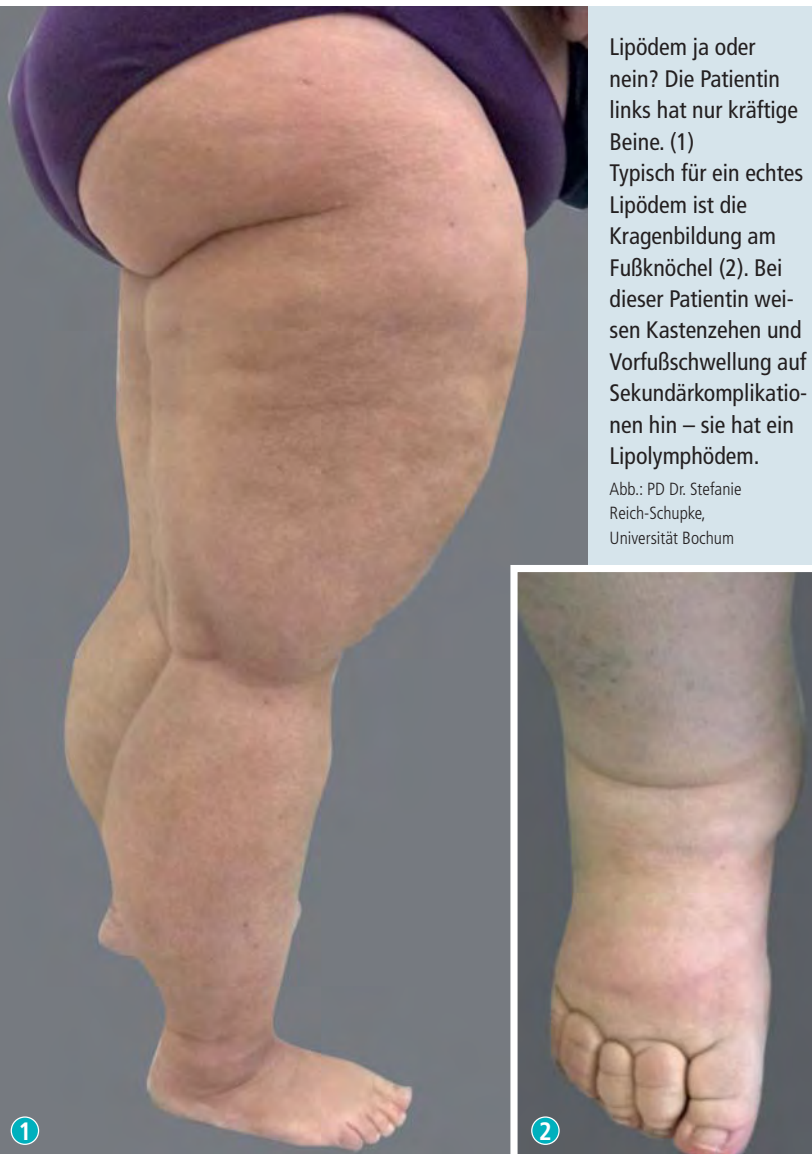 Lipödem ja oder
nein? Die Patientin
links hat nur kräftige
Beine. (1)
Typisch für ein echtes
Lipödem ist die
Kragenbildung am
Fußknöchel (2). Bei
dieser Patientin wei-
sen Kastenzehen und
Vorfußschwellung auf
Sekundärkomplikatio-
nen hin – sie hat ein
Lipolymphödem.
Abb.: PD Dr. Stefanie
Reich-Schupke,
Universität Bochum
1
2